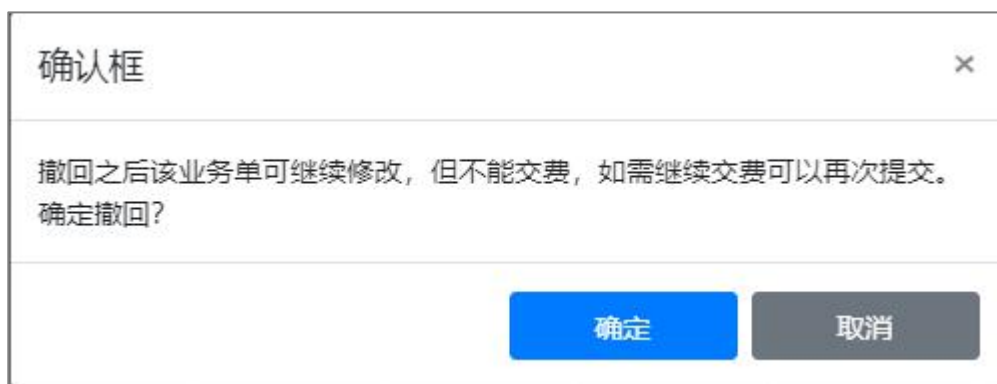 确认框
×
撤回之后该业务单可继续修改，但不能交费，如需继续交费可以再次提交。
确定撤回？
确定
取消